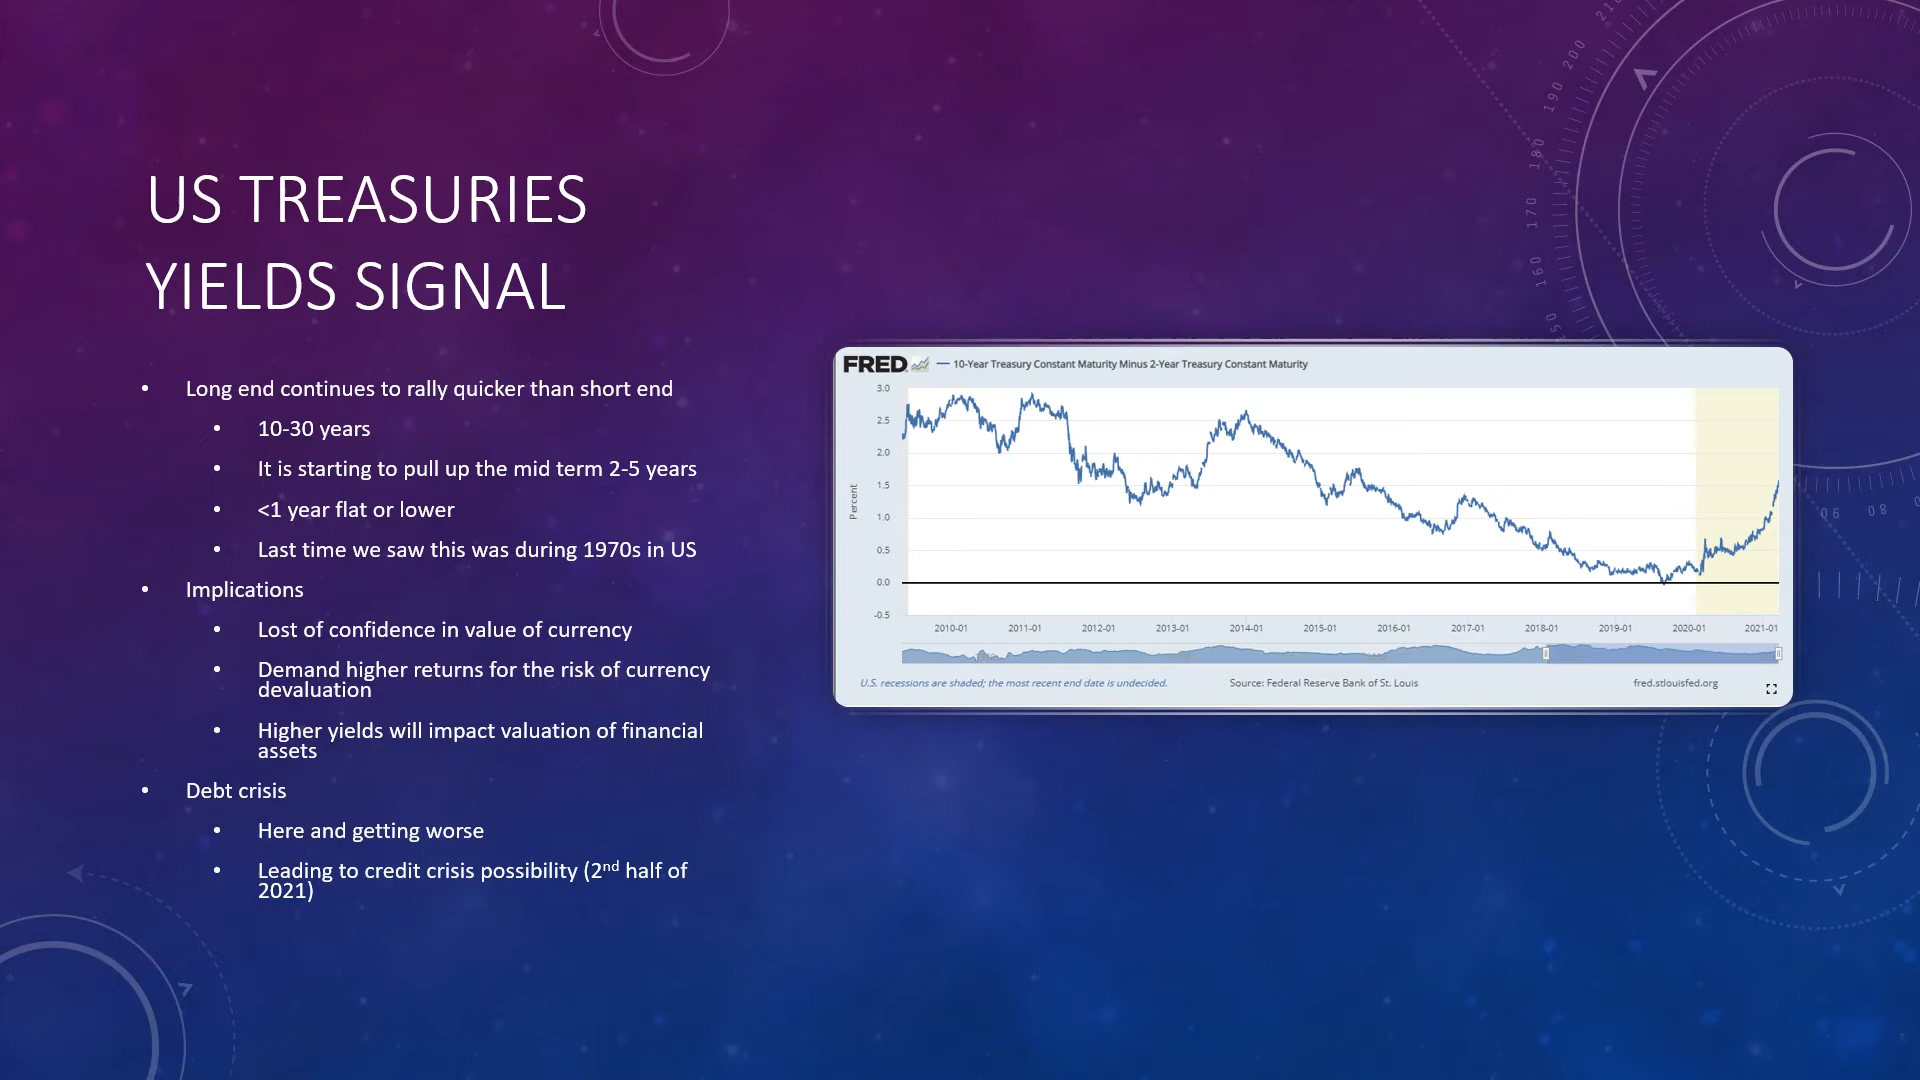 US TREASURIES
YIELDS SIGNAL
• Long end continues to rally quicker than short end
• 10-30 years
• It is starting to pull up the mid term 2-5 years
• <1 year flat or lower
• Last time we saw this was during 1970s in US
• Implications
• Lost of confidence in value of currency
• Demand higher returns for the risk of currency
devaluation
• Higher yields will impact valuation of financial
assets
• Debt crisis
• Here and getting worse
• Leading to credit crisis possibility (2nd half of
2021)
FRED
10-Year Treasury Constant Maturity Minus 2-Year Treasury Constant Maturity
Percent
3.0
2.5
2.0
1.5
1.0
0.5
0.0
-0.5
2010-01 2011-01 2012-01 2013-01 2014-01 2015-01 2016-01 2017-01 2018-01 2019-01 2020-01 2021-01
U.S. recessions are shaded; the most recent end date is undecided. Source: Federal Reserve Bank of St. Louis fred.stlouisfed.org
200
190
180
170
160
150
90 80